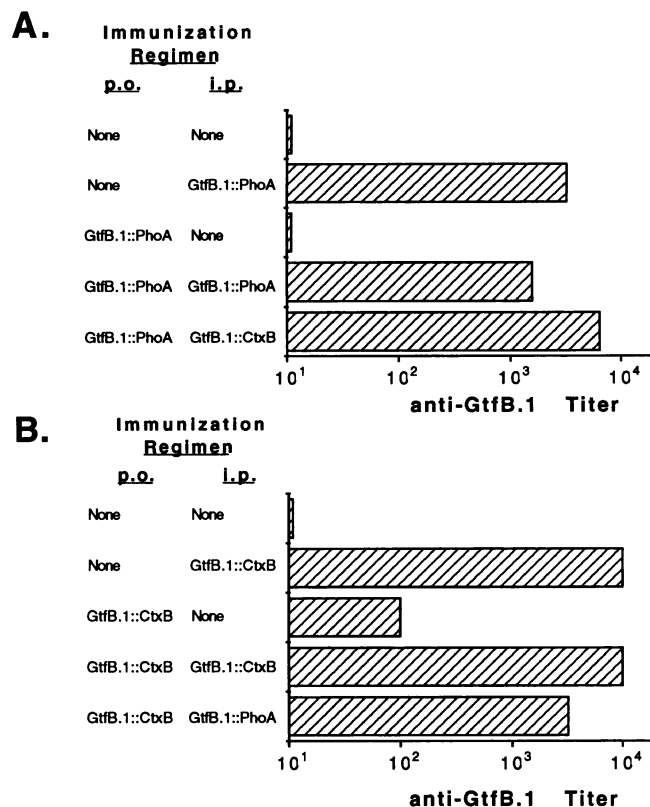 A.
Immunization
Regimen
p.o. i.p.
None None
None GtfB.1::PhoA
GtfB.1::PhoA None
GtfB.1::PhoA GtfB.1::PhoA
GtfB.1::PhoA GtfB.1::CtxB
10¹ 10² 10³ 10⁴
anti-GtfB.1 Titer
B.
Immunization
Regimen
p.o. i.p.
None None
None GtfB.1::CtxB
GtfB.1::CtxB None
GtfB.1::CtxB GtfB.1::CtxB
GtfB.1::CtxB GtfB.1::PhoA
10¹ 10² 10³ 10⁴
anti-GtfB.1 Titer